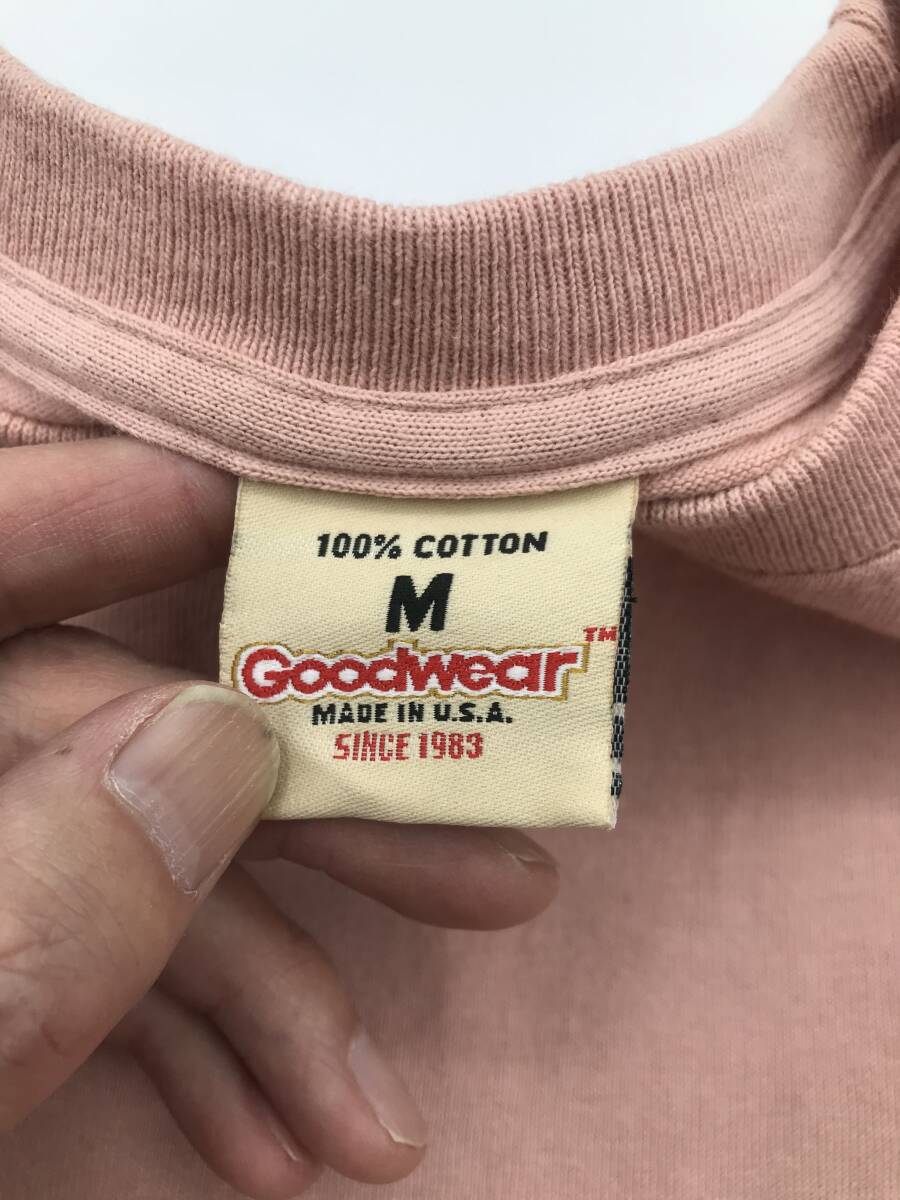 100% COTTON
M
Goodwear™
MADE IN U.S.A.
SINCE 1983